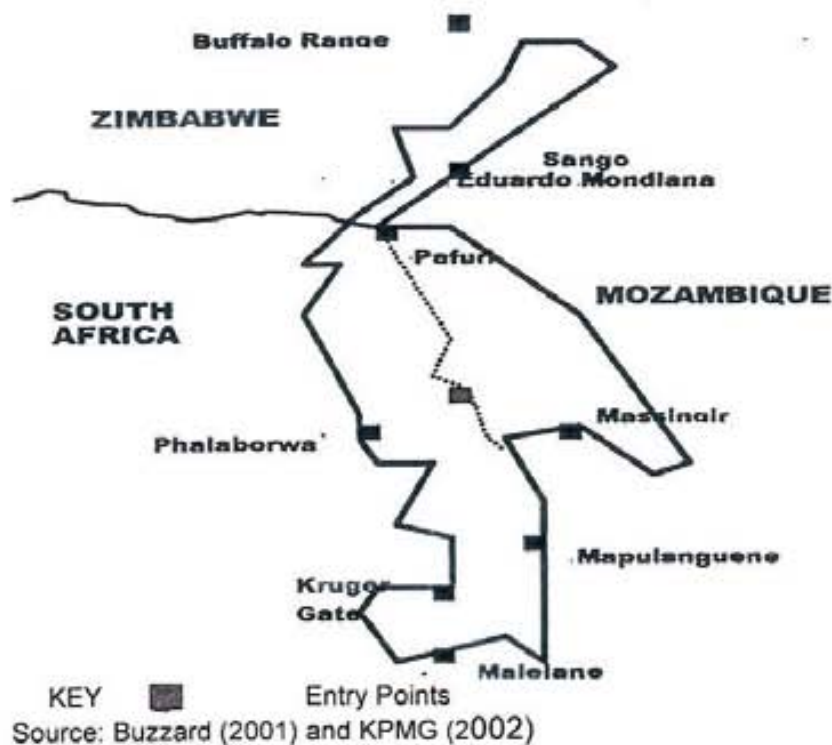 Buffalo Range
ZIMBABWE
Sango
Eduardo Mondlana
Pafuri
SOUTH
AFRICA
MOZAMBIQUE
Massingir
Phalaborwa
Mapulanguene
Kruger
Gate
Malelane
KEY
Entry Points
Source: Buzzard (2001) and KPMG (2002)